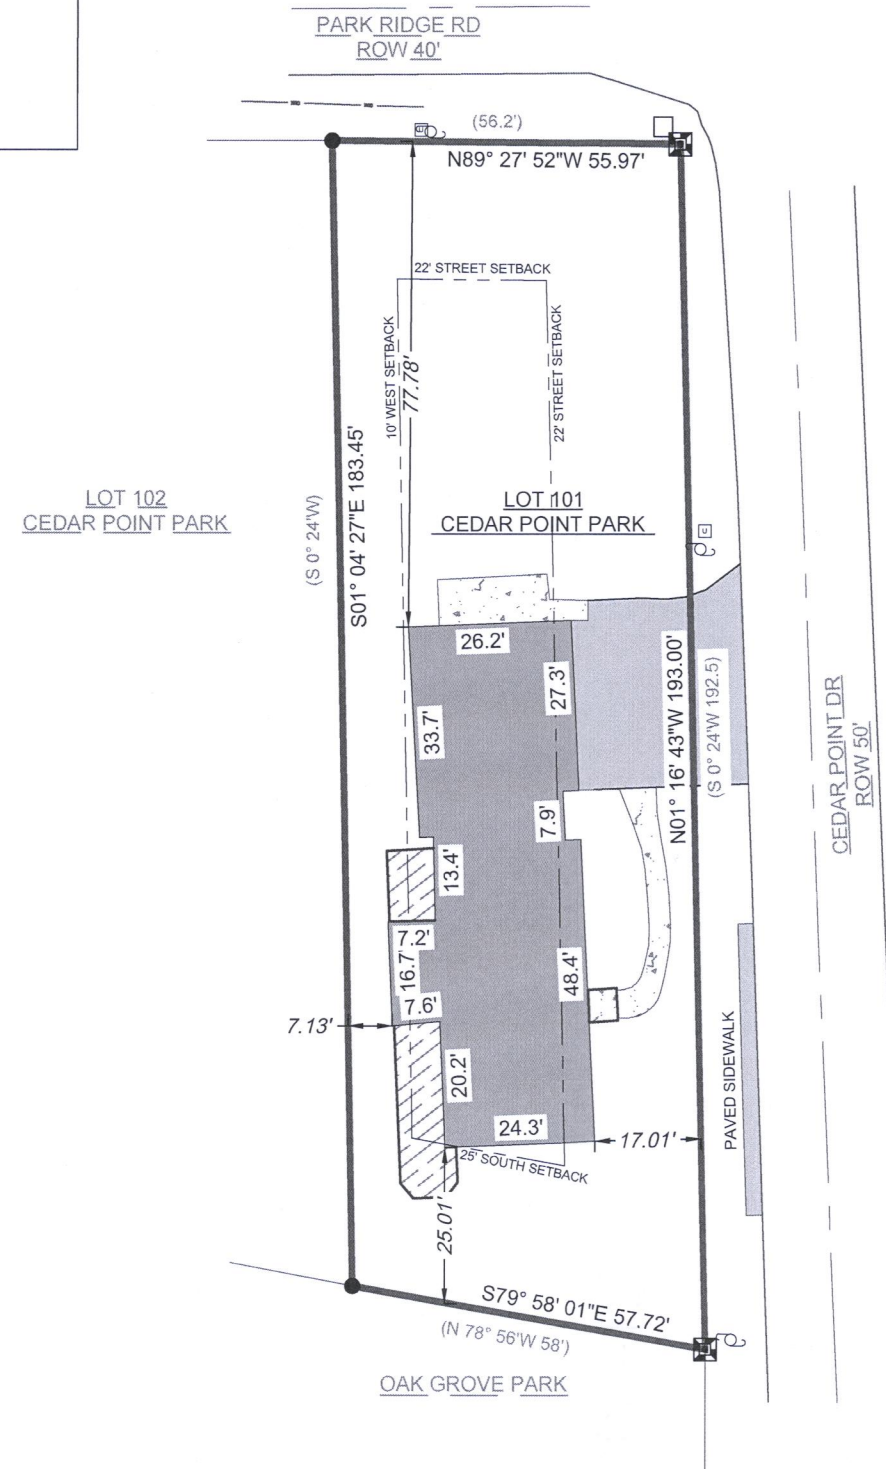 PARK RIDGE RD
ROW 40'
(56.2')
N89° 27' 52"W 55.97'
22' STREET SETBACK
10' WEST SETBACK
77.78'
22' STREET SETBACK
S01° 04' 27"E 183.45'
(S 0° 24'W)
LOT 102
CEDAR POINT PARK
LOT 101
CEDAR POINT PARK
E
C
26.2'
27.3'
33.7'
N01° 16' 43"W 193.00'
(S 0° 24'W 192.5)
CEDAR POINT DR
ROW 50'
7.9'
13.4'
7.2'
16.7'
7.6'
48.4'
7.13'
20.2'
PAVED SIDEWALK
24.3'
17.01'
25' SOUTH SETBACK
25.01'
S79° 58' 01"E 57.72'
(N 78° 56'W 58')
OAK GROVE PARK